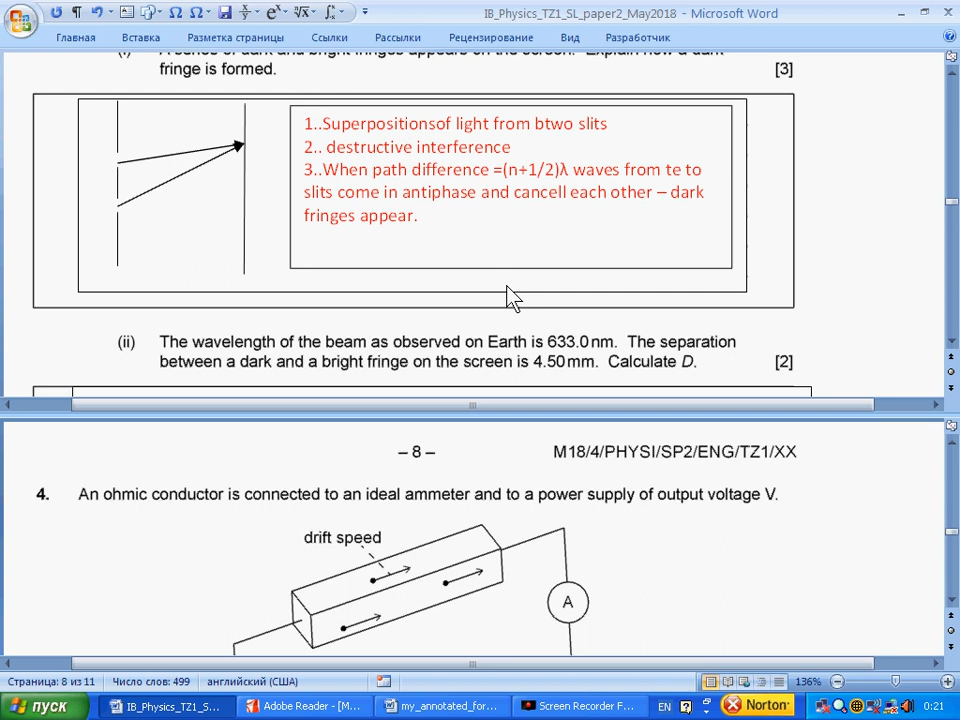 IB_Physics_TZ1_SL_paper2_May2018 - Microsoft Word
Главная Вставка Разметка страницы Ссылки Рассылки Рецензирование Вид Разработчик
fringe is formed. [3]
1..Superpositionsof light from btwo slits
2.. destructive interference
3..When path difference =(n+1/2)λ waves from te to
slits come in antiphase and cancell each other – dark
fringes appear.
(ii) The wavelength of the beam as observed on Earth is 633.0 nm. The separation
between a dark and a bright fringe on the screen is 4.50 mm. Calculate D. [2]
– 8 – M18/4/PHYSI/SP2/ENG/TZ1/XX
4. An ohmic conductor is connected to an ideal ammeter and to a power supply of output voltage V.
drift speed
A
Страница: 8 из 11 Число слов: 499 английский (США) 136%
пуск IB_Physics_TZ1_S... Adobe Reader - [M... my_annotated_for... Screen Recorder F... EN Norton 0:21